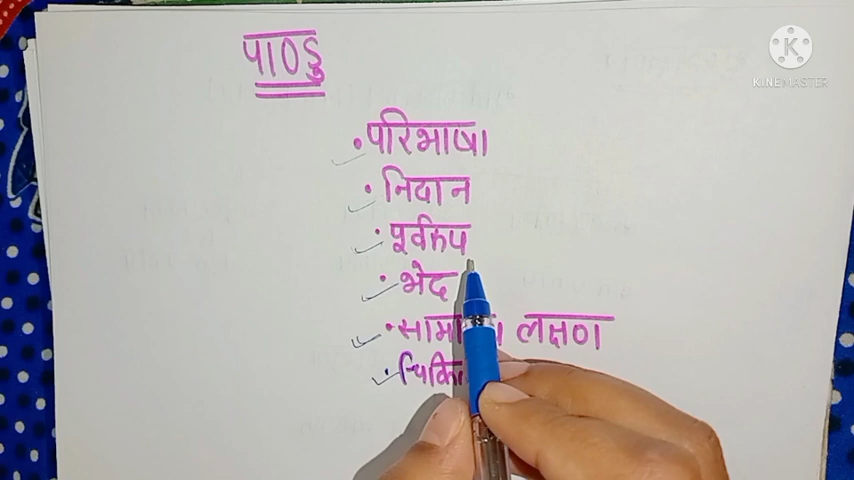 पाण्डु
K
KINEMASTER
परिभाषा
निदान
पूर्वरूप
भेद
लक्षण